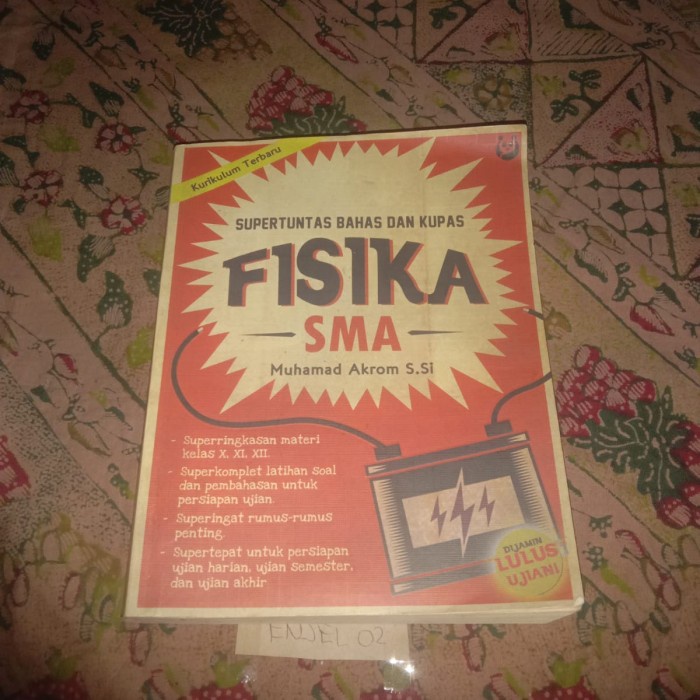 Kurikulum Terbaru
SUPERTUNTAS BAHAS DAN KUPAS
FISIKA
SMA
Muhamad Akrom S.Si
- Superringkasan materi
kelas X, XI, XII.
- Superkomplet latihan soal
dan pembahasan untuk
persiapan ujian.
- Superingat rumus-rumus
penting.
- Supertepat untuk persiapan
ujian harian, ujian semester,
dan ujian akhir
DIJAMIN
LULUS
UJIAN!
ENJEL 02